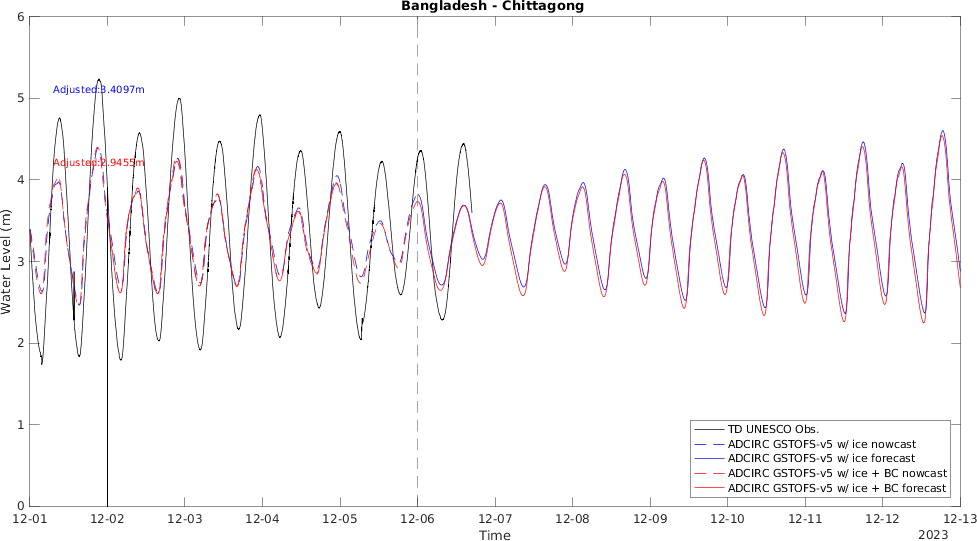 Bangladesh - Chittagong
6
5
4
3
2
1
0
Water Level (m)
Adjusted:3.4097m
Adjusted:2.9455m
TD UNESCO Obs.
ADCIRC GSTOFS-v5 w/ ice nowcast
ADCIRC GSTOFS-v5 w/ ice forecast
ADCIRC GSTOFS-v5 w/ ice + BC nowcast
ADCIRC GSTOFS-v5 w/ ice + BC forecast
12-01 12-02 12-03 12-04 12-05 12-06 12-07 12-08 12-09 12-10 12-11 12-12 12-13
Time
2023